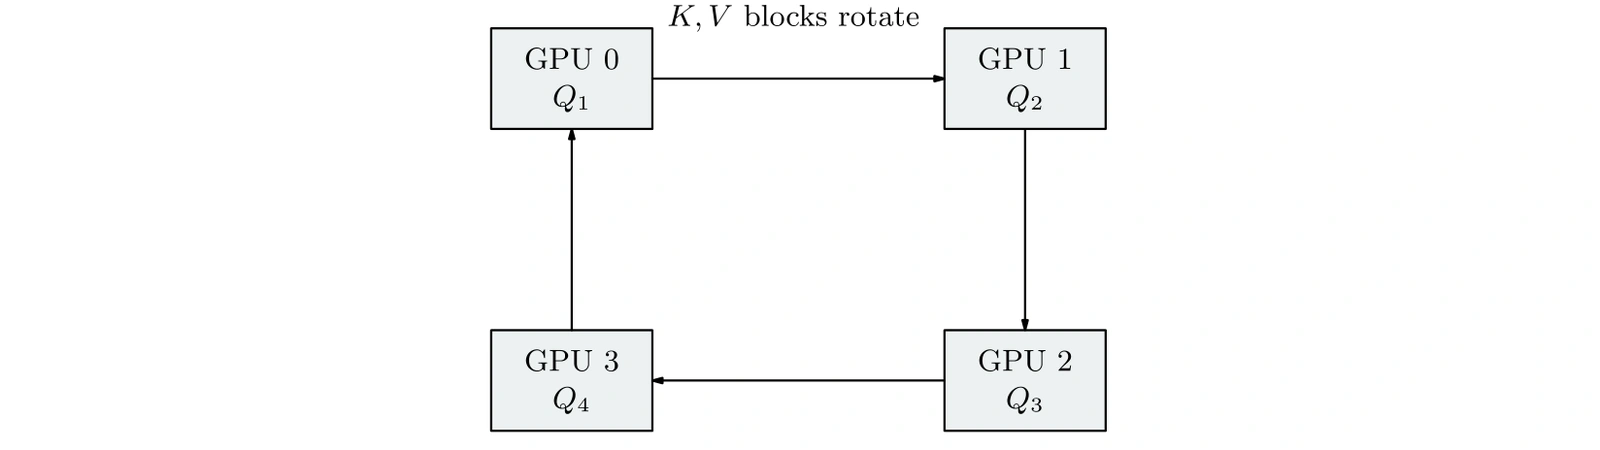 K, V blocks rotate
GPU 0
Q₁
GPU 1
Q₂
GPU 3
Q₄
GPU 2
Q₃